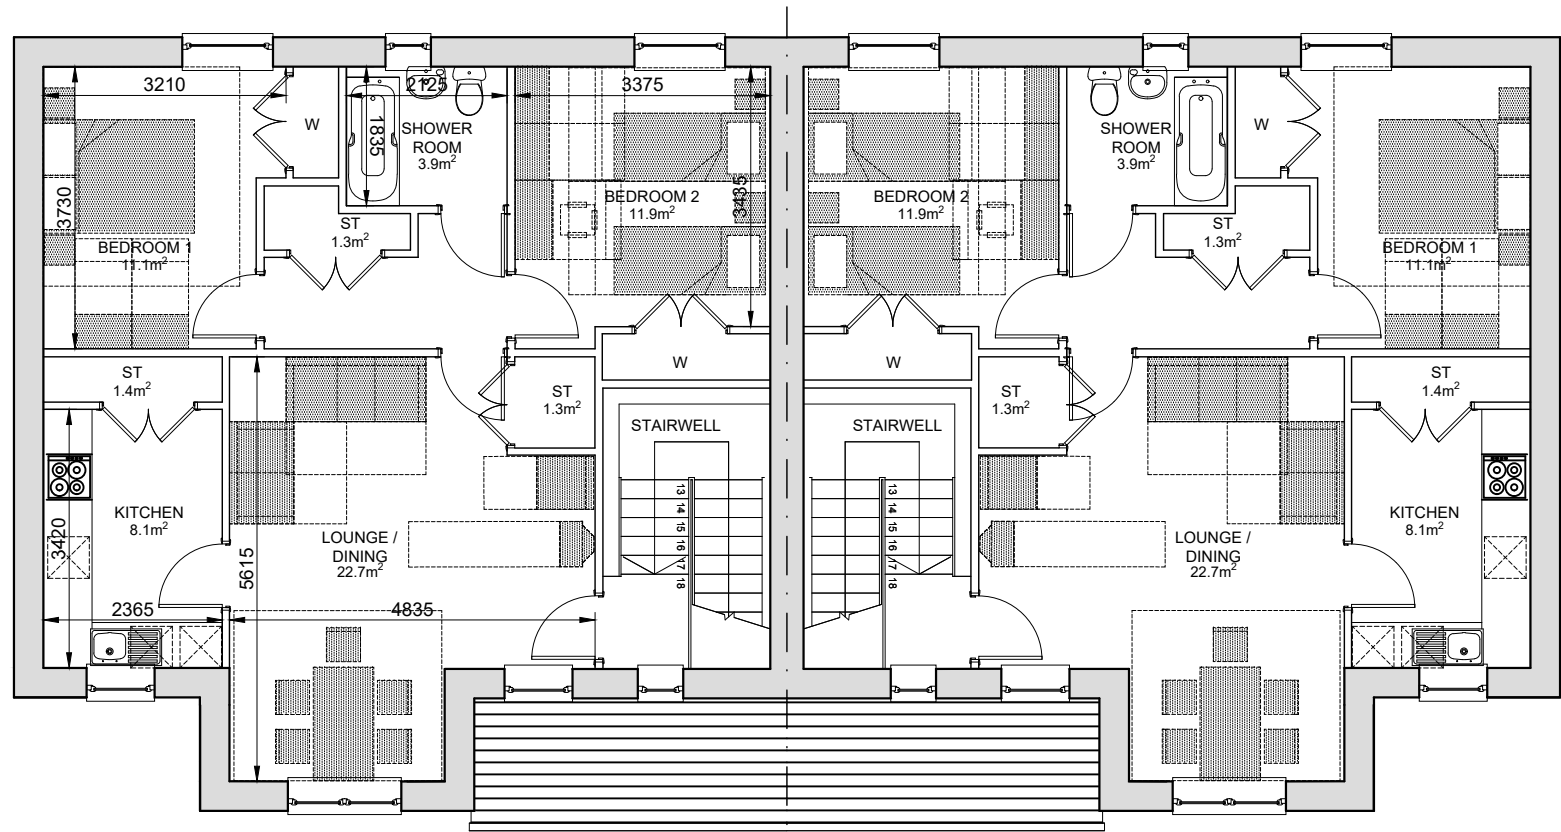 3210
W
2125
1835
SHOWER
ROOM
3.9m²
3375
BEDROOM 2
11.9m²
3435
3730
BEDROOM 1
11.1m²
ST
1.3m²
ST
1.4m²
W
ST
1.3m²
STAIRWELL
13
14
15
16
17
18
KITCHEN
8.1m²
3420
2365
LOUNGE /
DINING
22.7m²
5615
4835
BEDROOM 2
11.9m²
SHOWER
ROOM
3.9m²
W
ST
1.3m²
BEDROOM 1
11.1m²
W
ST
1.3m²
ST
1.4m²
STAIRWELL
13
14
15
16
17
18
LOUNGE /
DINING
22.7m²
KITCHEN
8.1m²